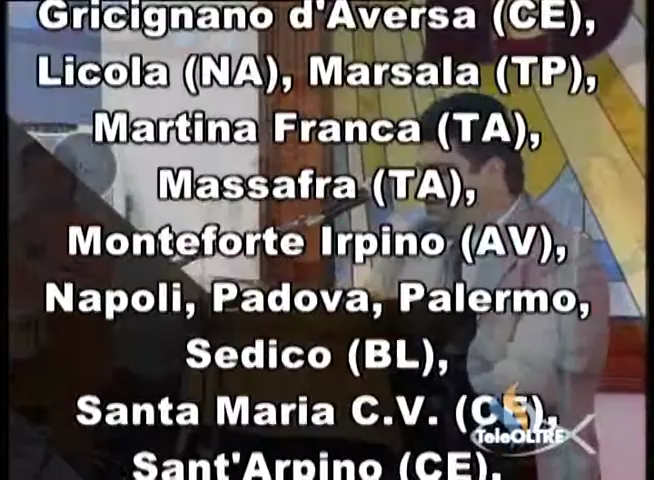 Gricignano d'Aversa (CE),
Licola (NA), Marsala (TP),
Martina Franca (TA),
Massafra (TA),
Monteforte Irpino (AV),
Napoli, Padova, Palermo,
Sedico (BL),
Santa Maria C.V. (CE),
TeleOLTRE
Sant'Arpino (CE),